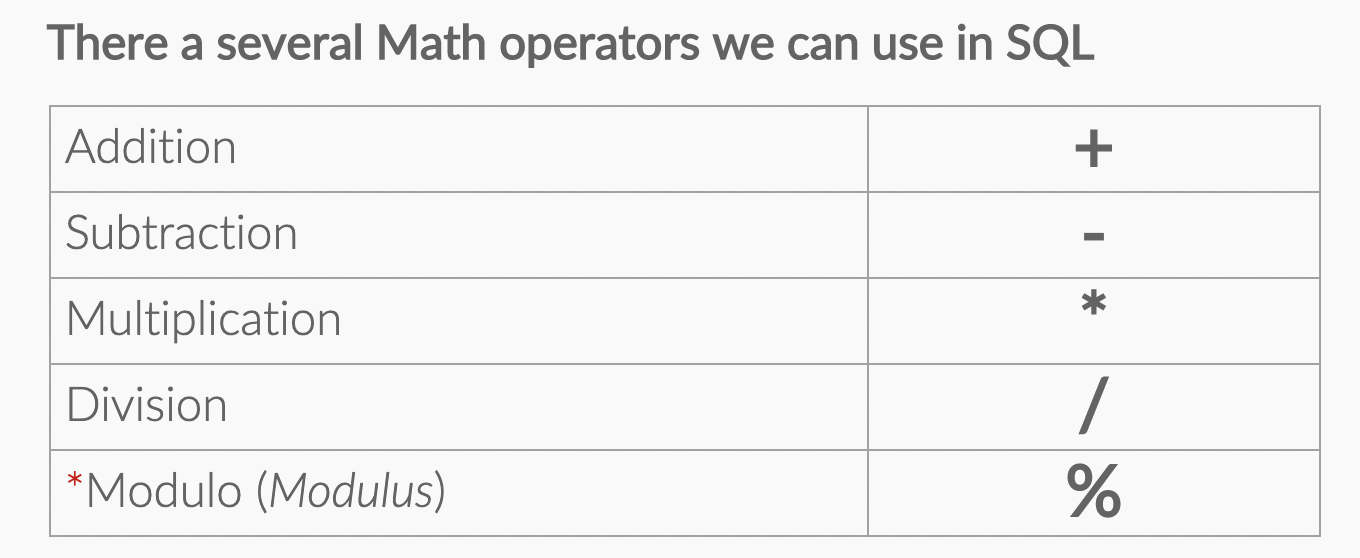 There a several Math operators we can use in SQL
Addition +
Subtraction -
Multiplication *
Division /
*Modulo (Modulus) %